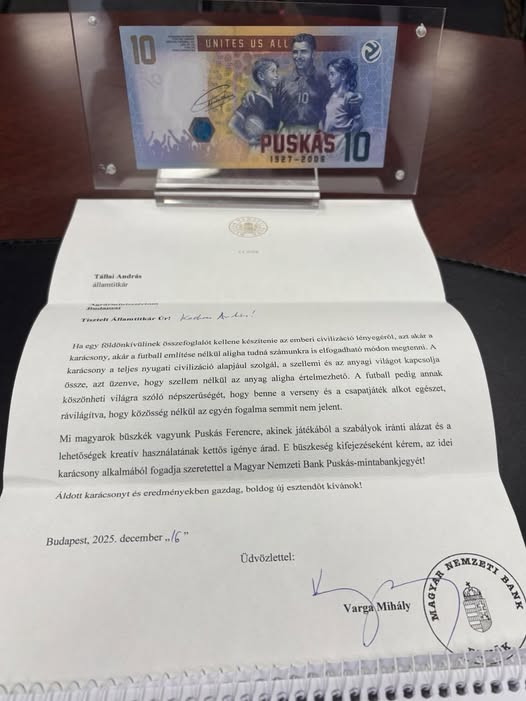 10
UNITES US ALL
10
PUSKÁS 10
1927–2006
Tállai András
államtitkár
Budapest
Tisztelt Államtitkár Úr! Kedves András!
Ha egy földönkívülinek összefoglalót kellene készítenie az emberi civilizáció lényegéről, azt akár a
karácsony, akár a futball említése nélkül aligha tudná számunkra is elfogadható módon megtenni. A
karácsony a teljes nyugati civilizáció alapjául szolgál, a szellemi és az anyagi világot kapcsolja
össze, azt üzenve, hogy szellem nélkül az anyag aligha értelmezhető. A futball pedig annak
köszönheti világra szóló népszerűségét, hogy benne a verseny és a csapatjáték alkot egészet,
rávilágítva, hogy közösség nélkül az egyén fogalma semmit nem jelent.
Mi magyarok büszkék vagyunk Puskás Ferencre, akinek játékából a szabályok iránti alázat és a
lehetőségek kreatív használatának kettős igénye árad. E büszkeség kifejezéseként kérem, az idei
karácsony alkalmából fogadja szeretettel a Magyar Nemzeti Bank Puskás-mintabankjegyét!
Áldott karácsonyt és eredményekben gazdag, boldog új esztendőt kívánok!
Budapest, 2025. december „16”
Üdvözlettel:
Varga Mihály
MAGYAR NEMZETI BANK